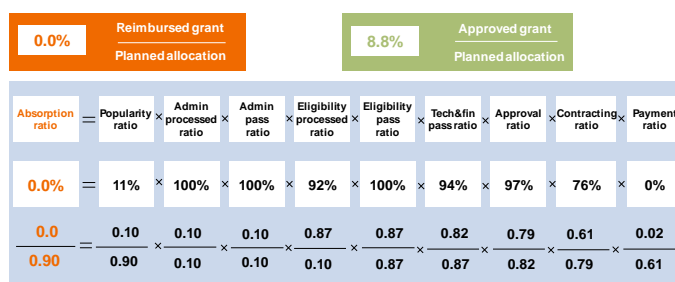 0.0%
Reimbursed grant
Planned allocation
8.8%
Approved grant
Planned allocation
Absorption ratio = Popularity ratio × Admin processed ratio × Admin pass ratio × Eligibility processed ratio × Eligibility pass ratio × Tech&fin pass ratio × Approval ratio × Contracting ratio × Payment ratio
0.0% = 11% × 100% × 100% × 92% × 100% × 94% × 97% × 76% × 0%
0.0 = 0.10 × 0.10 × 0.10 × 0.87 × 0.87 × 0.82 × 0.79 × 0.61 × 0.02
0.90 0.90 0.10 0.10 0.10 0.87 0.87 0.82 0.79 0.61